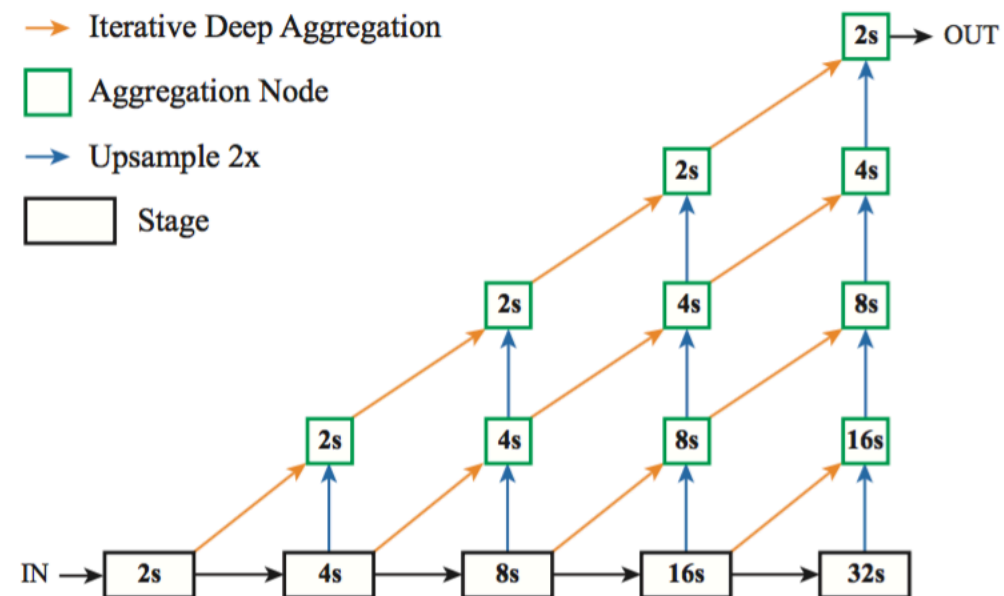 Iterative Deep Aggregation
Aggregation Node
Upsample 2x
Stage
2s OUT
2s 4s
2s 4s 8s
2s 4s 8s 16s
IN 2s 4s 8s 16s 32s